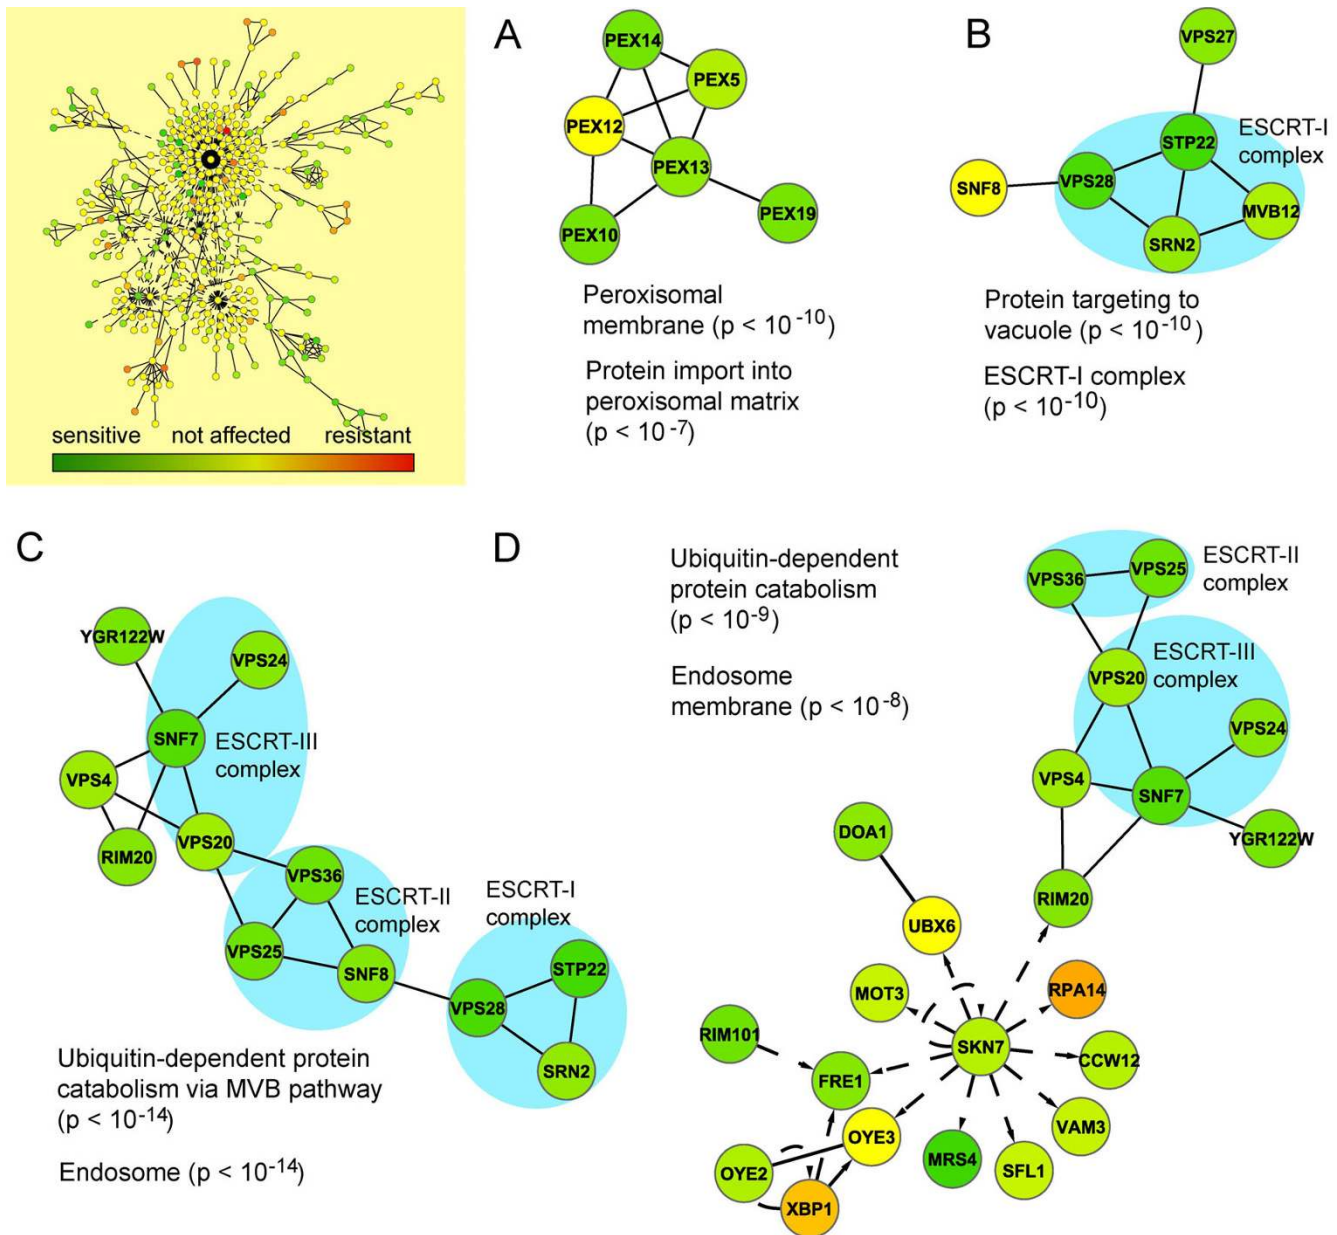 sensitive not affected resistant
A
PEX14
PEX5
PEX12
PEX13
PEX10
PEX19
Peroxisomal
membrane (p < 10 -10)
Protein import into
peroxisomal matrix
(p < 10 -7)
B
VPS27
STP22
ESCRT-I
complex
SNF8
VPS28
MVB12
SRN2
Protein targeting to
vacuole (p < 10 -10)
ESCRT-I complex
(p < 10 -10)
C
YGR122W
VPS24
SNF7
ESCRT-III
complex
VPS4
RIM20
VPS20
VPS36
ESCRT-II
complex
VPS25
SNF8
ESCRT-I
complex
STP22
VPS28
SRN2
Ubiquitin-dependent protein
catabolism via MVB pathway
(p < 10 -14)
Endosome (p < 10 -14)
D
Ubiquitin-dependent
protein catabolism
(p < 10 -9)
Endosome
membrane (p < 10 -8)
VPS36
VPS25
ESCRT-II
complex
VPS20
ESCRT-III
complex
VPS24
VPS4
SNF7
YGR122W
RIM20
DOA1
UBX6
MOT3
RPA14
RIM101
SKN7
CCW12
FRE1
VAM3
OYE3
OYE2
MRS4
SFL1
XBP1